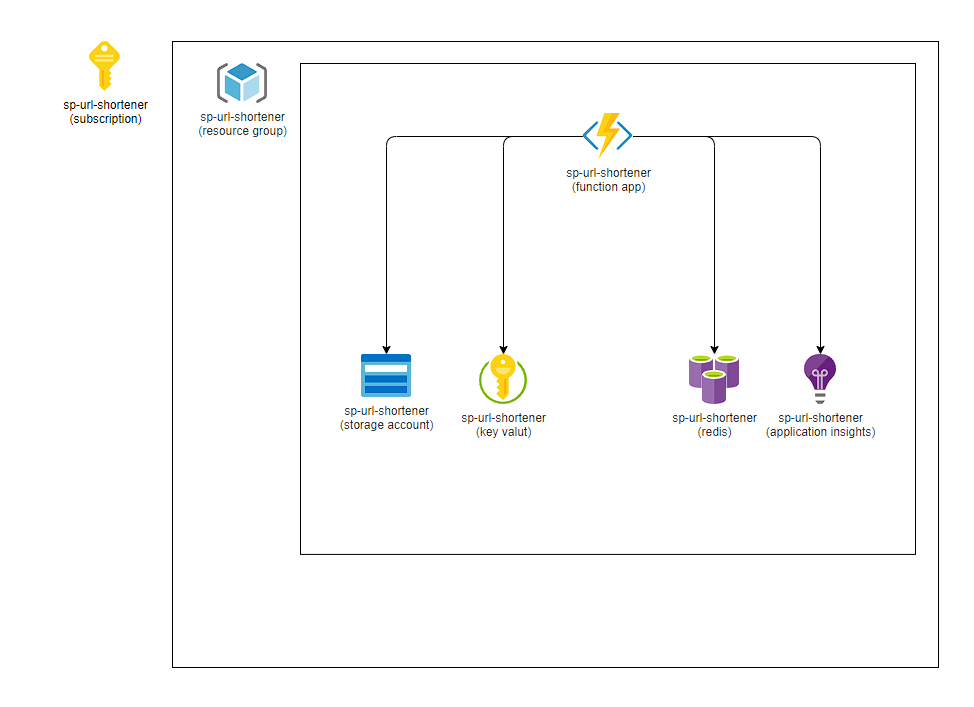 sp-url-shortener
(subscription)
sp-url-shortener
(resource group)
sp-url-shortener
(function app)
sp-url-shortener
(storage account)
sp-url-shortener
(key valut)
sp-url-shortener
(redis)
sp-url-shortener
(application insights)